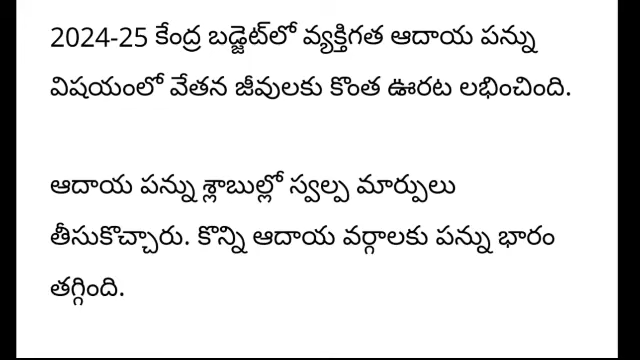 2024-25 కేంద్ర బడ్జెట్‌లో వ్యక్తిగత ఆదాయ పన్ను
విషయంలో వేతన జీవులకు కొంత ఊరట లభించింది.
ఆదాయ పన్ను శ్లాబుల్లో స్వల్ప మార్పులు
తీసుకొచ్చారు. కొన్ని ఆదాయ వర్గాలకు పన్ను భారం
తగ్గింది.